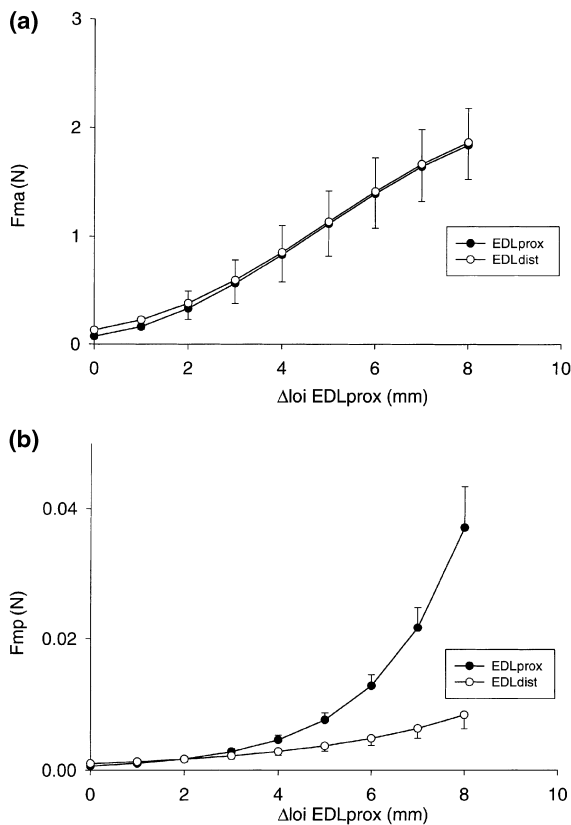 (a)
3
2
1
0
Fma (N)
EDLprox
EDLdist
0 2 4 6 8 10
Δloi EDLprox (mm)
(b)
0.04
0.02
0.00
Fmp (N)
EDLprox
EDLdist
0 2 4 6 8 10
Δloi EDLprox (mm)